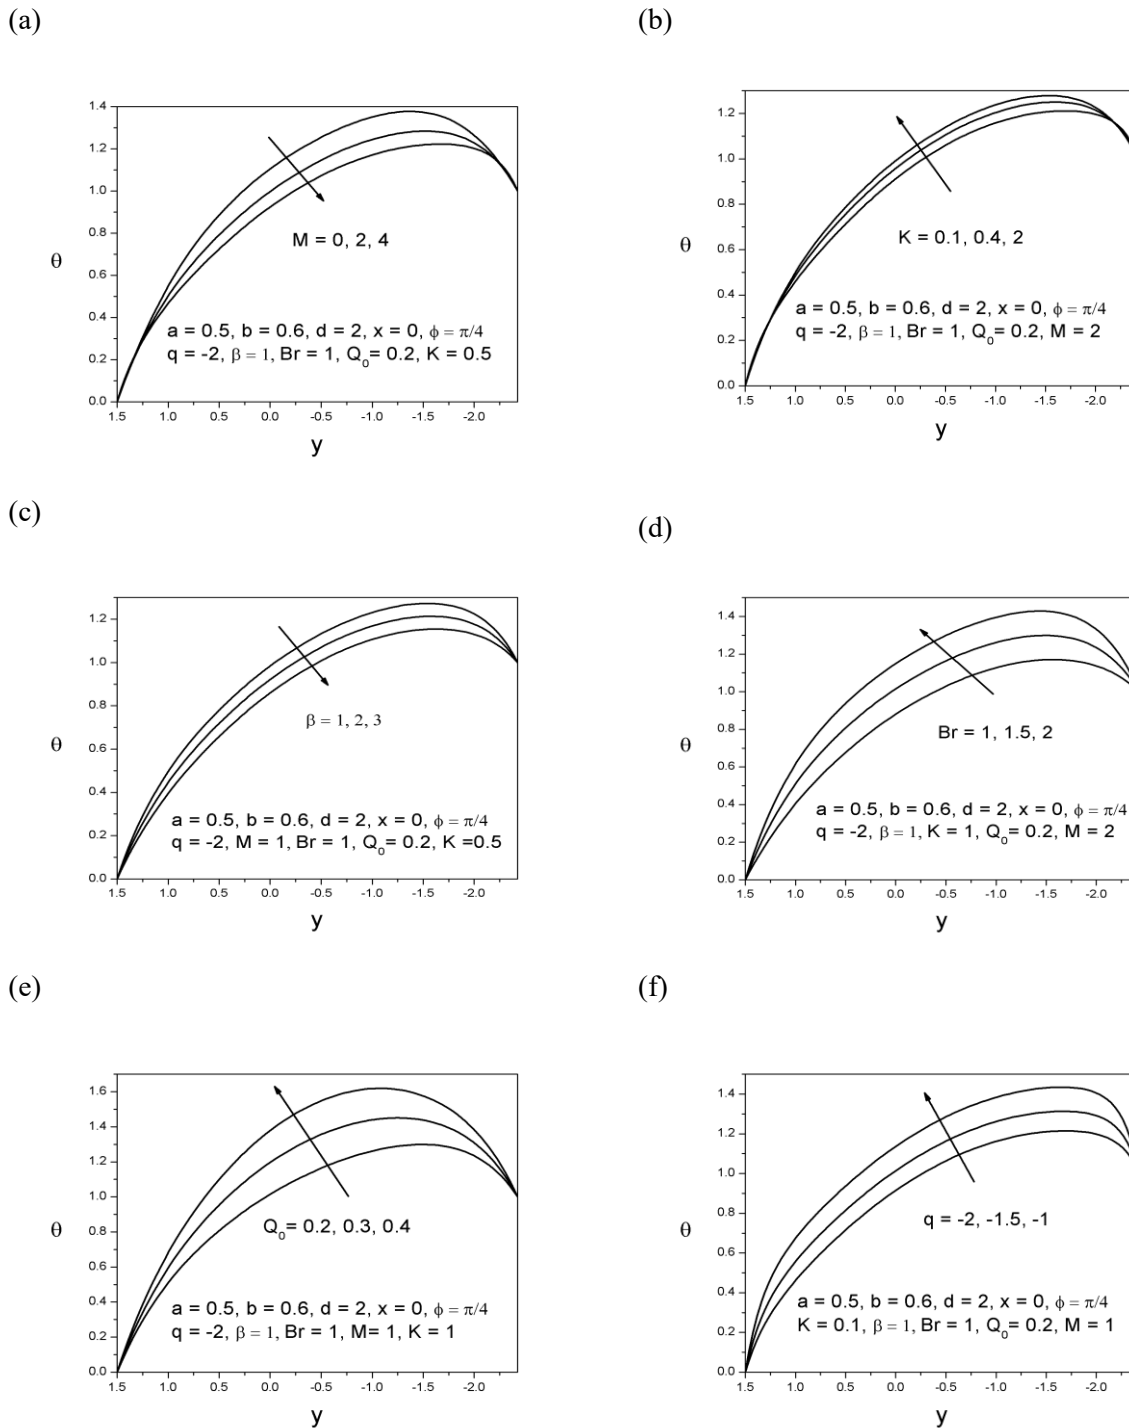 (a)
1.4
1.2
1.0
0.8
0.6
0.4
0.2
0.0
θ
M = 0, 2, 4
a = 0.5, b = 0.6, d = 2, x = 0, ϕ = π/4
q = -2, β = 1, Br = 1, Q₀= 0.2, K = 0.5
1.5 1.0 0.5 0.0 -0.5 -1.0 -1.5 -2.0
y
(b)
1.2
1.0
0.8
0.6
0.4
0.2
0.0
θ
K = 0.1, 0.4, 2
a = 0.5, b = 0.6, d = 2, x = 0, ϕ = π/4
q = -2, β = 1, Br = 1, Q₀= 0.2, M = 2
1.5 1.0 0.5 0.0 -0.5 -1.0 -1.5 -2.0
y
(c)
1.2
1.0
0.8
0.6
0.4
0.2
0.0
θ
β = 1, 2, 3
a = 0.5, b = 0.6, d = 2, x = 0, ϕ = π/4
q = -2, M = 1, Br = 1, Q₀= 0.2, K =0.5
1.5 1.0 0.5 0.0 -0.5 -1.0 -1.5 -2.0
y
(d)
1.4
1.2
1.0
0.8
0.6
0.4
0.2
0.0
θ
Br = 1, 1.5, 2
a = 0.5, b = 0.6, d = 2, x = 0, ϕ = π/4
q = -2, β = 1, K = 1, Q₀= 0.2, M = 2
1.5 1.0 0.5 0.0 -0.5 -1.0 -1.5 -2.0
y
(e)
1.6
1.4
1.2
1.0
0.8
0.6
0.4
0.2
0.0
θ
Q₀= 0.2, 0.3, 0.4
a = 0.5, b = 0.6, d = 2, x = 0, ϕ = π/4
q = -2, β = 1, Br = 1, M= 1, K = 1
1.5 1.0 0.5 0.0 -0.5 -1.0 -1.5 -2.0
y
(f)
1.4
1.2
1.0
0.8
0.6
0.4
0.2
0.0
θ
q = -2, -1.5, -1
a = 0.5, b = 0.6, d = 2, x = 0, ϕ = π/4
K = 0.1, β = 1, Br = 1, Q₀= 0.2, M = 1
1.5 1.0 0.5 0.0 -0.5 -1.0 -1.5 -2.0
y